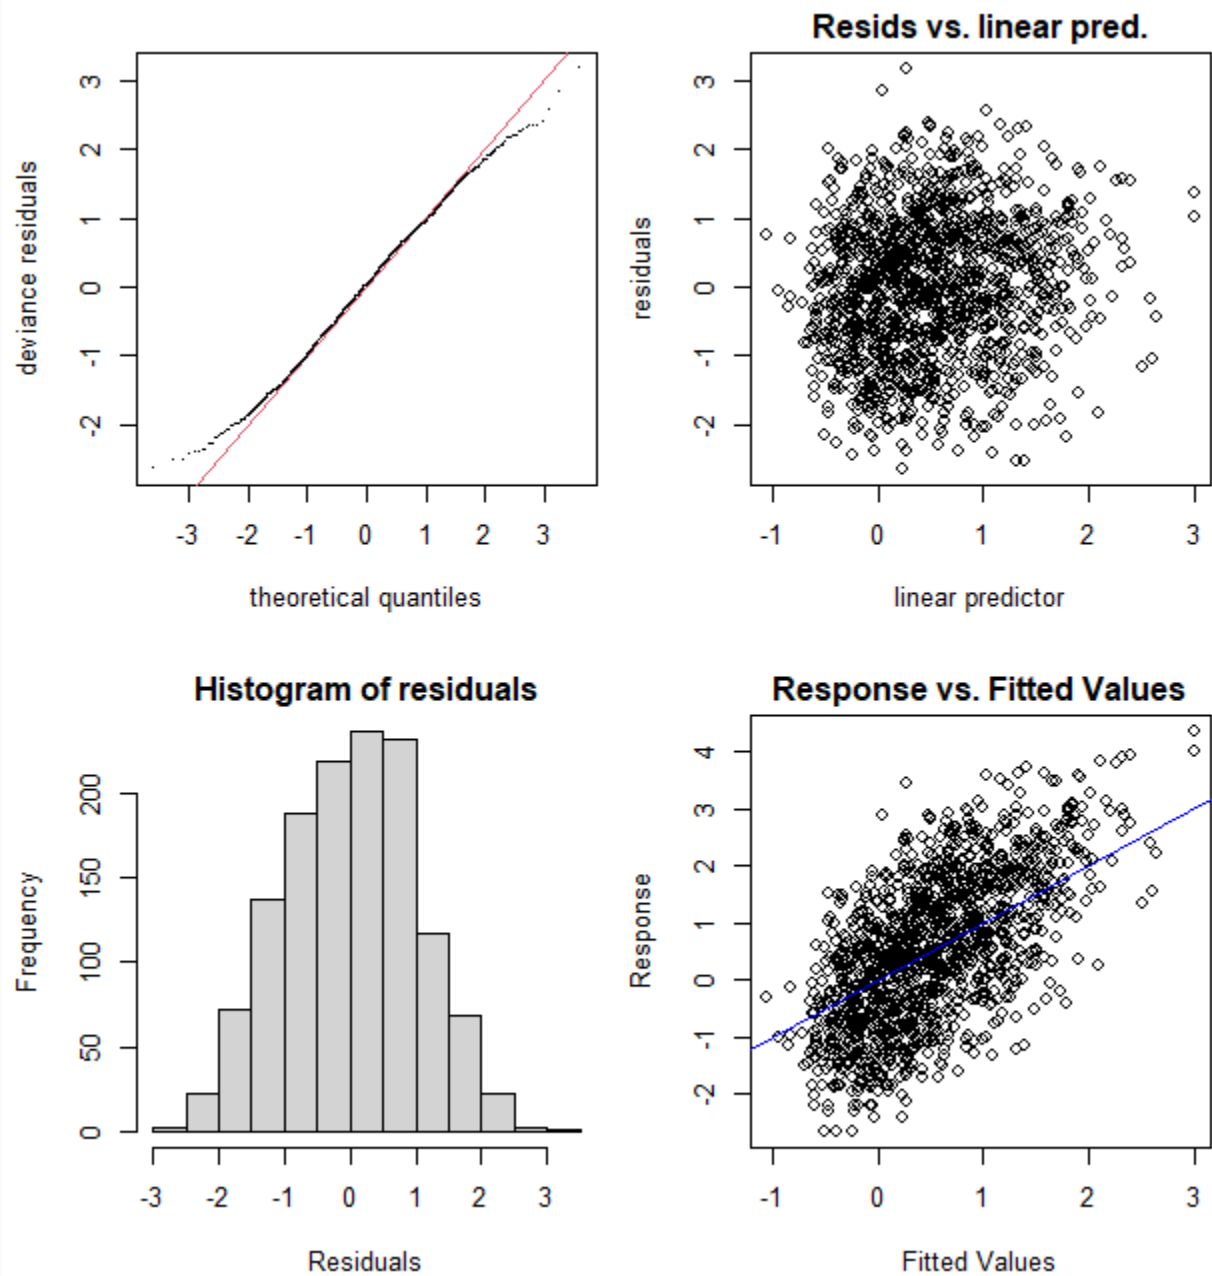 deviance residuals
3
2
1
0
-1
-2
-3 -2 -1 0 1 2 3
theoretical quantiles
Resids vs. linear pred.
residuals
3
2
1
0
-1
-2
-1 0 1 2 3
linear predictor
Histogram of residuals
Frequency
200
150
100
50
0
-3 -2 -1 0 1 2 3
Residuals
Response vs. Fitted Values
Response
4
3
2
1
0
-1
-2
-1 0 1 2 3
Fitted Values